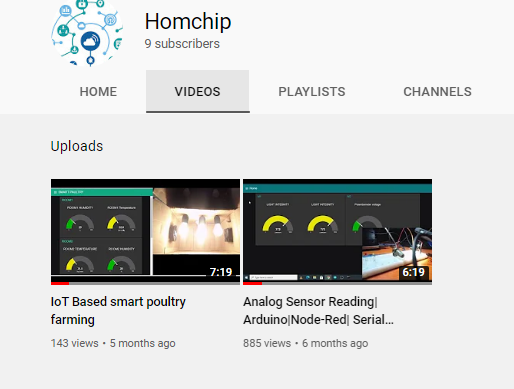 Homchip
9 subscribers
HOME VIDEOS PLAYLISTS CHANNELS
Uploads
7:19
6:19
IoT Based smart poultry
farming
143 views • 5 months ago
Analog Sensor Reading|
Arduino|Node-Red| Serial...
885 views • 6 months ago